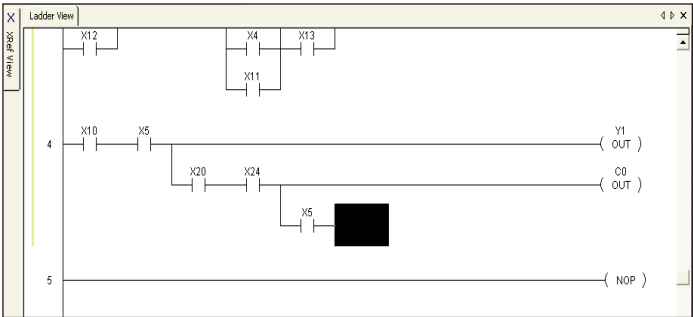 X
XRef View
Ladder View
X12 X4 X13
X11
X10 X5 Y1
4 ( OUT )
X20 X24 C0
( OUT )
X5
5 ( NOP )